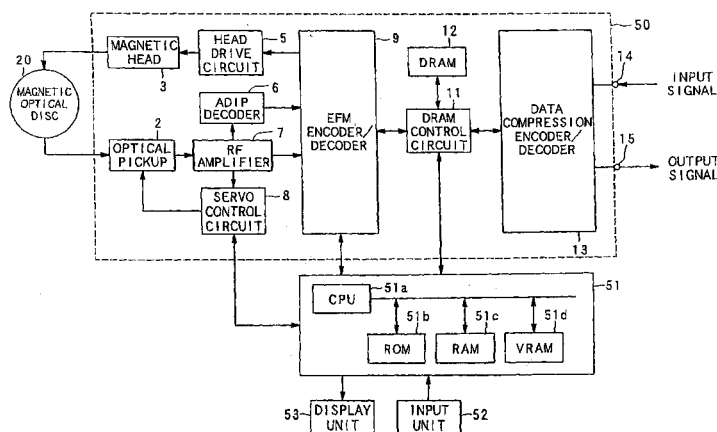 50
5
9
12
20
MAGNETIC
HEAD
3
HEAD
DRIVE
CIRCUIT
6
DRAM
14
INPUT
SIGNAL
MAGNETIC
OPTICAL
DISC
ADIP
DECODER
EFM
ENCODER/
DECODER
11
DRAM
CONTROL
CIRCUIT
DATA
COMPRESSION
ENCODER/
DECODER
2
7
OPTICAL
PICKUP
RF
AMPLIFIER
15
OUTPUT
SIGNAL
8
SERVO
CONTROL
CIRCUIT
13
CPU
51a
51
51b
51c
51d
ROM
RAM
VRAM
53
DISPLAY
UNIT
INPUT
UNIT
52